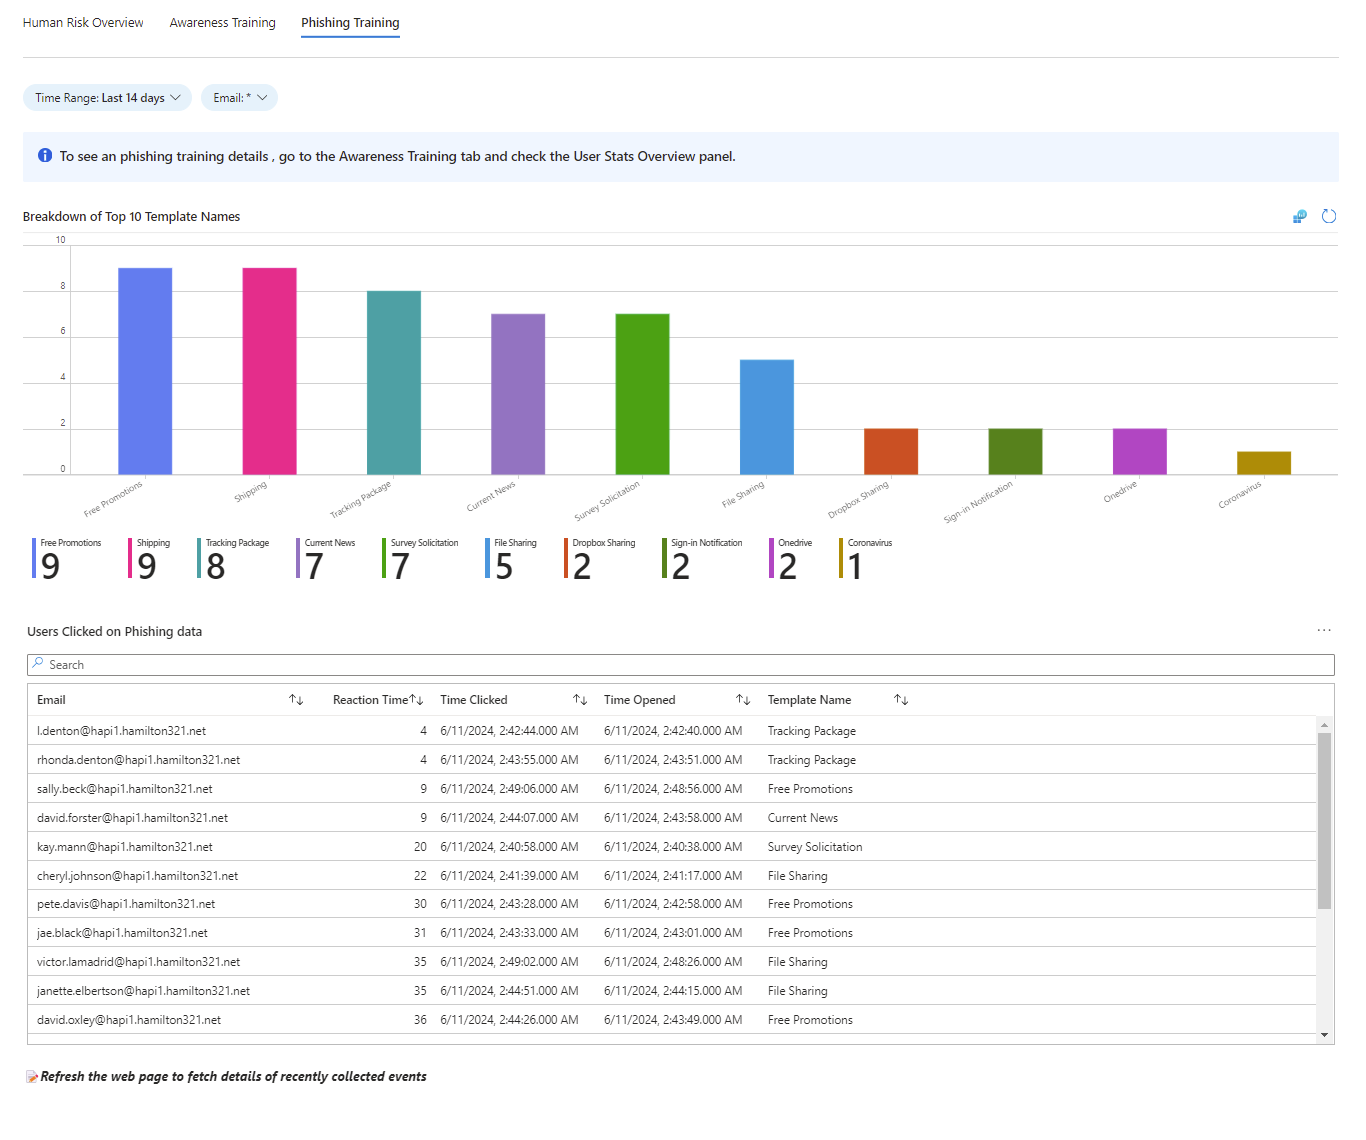 Human Risk Overview Awareness Training Phishing Training
Time Range: Last 14 days Email: *
To see an phishing training details , go to the Awareness Training tab and check the User Stats Overview panel.
Breakdown of Top 10 Template Names
10
8
6
4
2
0
Free Promotions Shipping Tracking Package Current News Survey Solicitation File Sharing Dropbox Sharing Sign-in Notification Onedrive Coronavirus
Free Promotions Shipping Tracking Package Current News Survey Solicitation File Sharing Dropbox Sharing Sign-in Notification Onedrive Coronavirus
9 9 8 7 7 5 2 2 2 1
Users Clicked on Phishing data ...
Search
Email Reaction Time Time Clicked Time Opened Template Name
l.denton@hapi1.hamilton321.net 4 6/11/2024, 2:42:44.000 AM 6/11/2024, 2:42:40.000 AM Tracking Package
rhonda.denton@hapi1.hamilton321.net 4 6/11/2024, 2:43:55.000 AM 6/11/2024, 2:43:51.000 AM Tracking Package
sally.beck@hapi1.hamilton321.net 9 6/11/2024, 2:49:06.000 AM 6/11/2024, 2:48:56.000 AM Free Promotions
david.forster@hapi1.hamilton321.net 9 6/11/2024, 2:44:07.000 AM 6/11/2024, 2:43:58.000 AM Current News
kay.mann@hapi1.hamilton321.net 20 6/11/2024, 2:40:58.000 AM 6/11/2024, 2:40:38.000 AM Survey Solicitation
cheryl.johnson@hapi1.hamilton321.net 22 6/11/2024, 2:41:39.000 AM 6/11/2024, 2:41:17.000 AM File Sharing
pete.davis@hapi1.hamilton321.net 30 6/11/2024, 2:43:28.000 AM 6/11/2024, 2:42:58.000 AM Free Promotions
jae.black@hapi1.hamilton321.net 31 6/11/2024, 2:43:33.000 AM 6/11/2024, 2:43:01.000 AM Free Promotions
victor.lamadrid@hapi1.hamilton321.net 35 6/11/2024, 2:49:02.000 AM 6/11/2024, 2:48:26.000 AM File Sharing
janette.elbertson@hapi1.hamilton321.net 35 6/11/2024, 2:44:51.000 AM 6/11/2024, 2:44:15.000 AM File Sharing
david.oxley@hapi1.hamilton321.net 36 6/11/2024, 2:44:26.000 AM 6/11/2024, 2:43:49.000 AM Free Promotions
Refresh the web page to fetch details of recently collected events